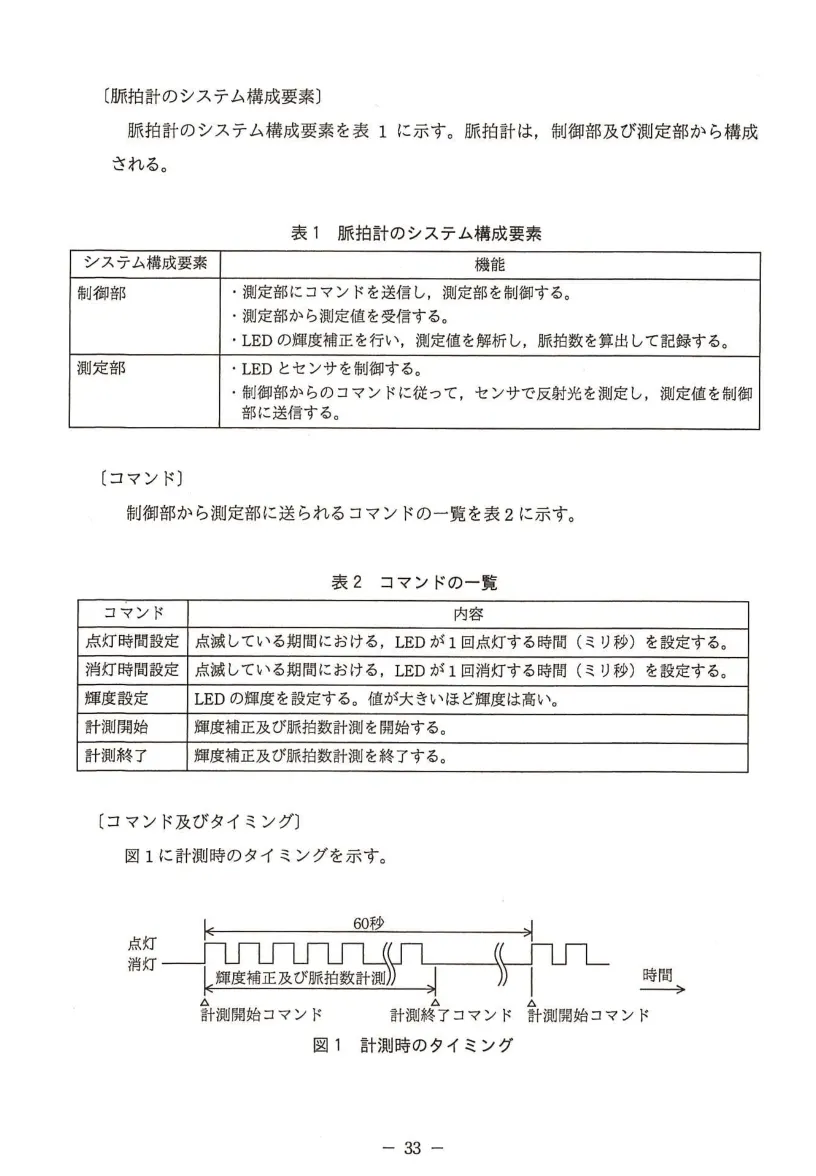 〔脈拍計のシステム構成要素〕
脈拍計のシステム構成要素を表 1 に示す。脈拍計は，制御部及び測定部から構成
される。
表1 脈拍計のシステム構成要素
システム構成要素 機能
制御部 ・測定部にコマンドを送信し，測定部を制御する。
・測定部から測定値を受信する。
・LED の輝度補正を行い，測定値を解析し，脈拍数を算出して記録する。
測定部 ・LED とセンサを制御する。
・制御部からのコマンドに従って，センサで反射光を測定し，測定値を制御
部に送信する。
〔コマンド〕
制御部から測定部に送られるコマンドの一覧を表 2 に示す。
表2 コマンドの一覧
コマンド 内容
点灯時間設定 点滅している期間における，LED が 1 回点灯する時間（ミリ秒）を設定する。
消灯時間設定 点滅している期間における，LED が 1 回消灯する時間（ミリ秒）を設定する。
輝度設定 LED の輝度を設定する。値が大きいほど輝度は高い。
計測開始 輝度補正及び脈拍数計測を開始する。
計測終了 輝度補正及び脈拍数計測を終了する。
〔コマンド及びタイミング〕
図 1 に計測時のタイミングを示す。
60秒
点灯
消灯
輝度補正及び脈拍数計測
時間
計測開始コマンド 計測終了コマンド 計測開始コマンド
図1 計測時のタイミング
― 33 ―